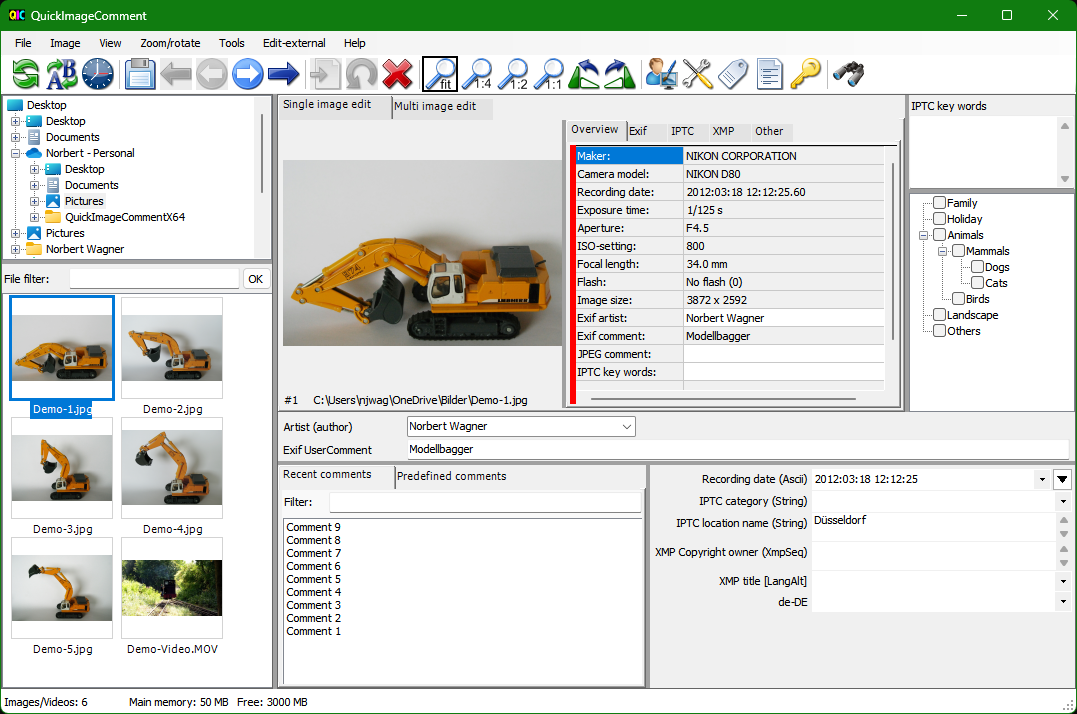 QIC QuickImageComment
File Image View Zoom/rotate Tools Edit-external Help
A B fit 1:4 1:2 1:1
Desktop
Desktop
Documents
Norbert - Personal
Desktop
Documents
Pictures
QuickImageCommentX64
Pictures
Norbert Wagner
File filter: OK
Demo-1.jpg
Demo-2.jpg
Demo-3.jpg
Demo-4.jpg
Demo-5.jpg
Demo-Video.MOV
Single image edit Multi image edit
#1 C:\Users\njwag\OneDrive\Bilder\Demo-1.jpg
Overview Exif IPTC XMP Other
Maker: NIKON CORPORATION
Camera model: NIKON D80
Recording date: 2012:03:18 12:12:25.60
Exposure time: 1/125 s
Aperture: F4.5
ISO-setting: 800
Focal length: 34.0 mm
Flash: No flash (0)
Image size: 3872 x 2592
Exif artist: Norbert Wagner
Exif comment: Modellbagger
JPEG comment:
IPTC key words:
IPTC key words
Family
Holiday
Animals
Mammals
Dogs
Cats
Birds
Landscape
Others
Artist (author) Norbert Wagner
Exif UserComment Modellbagger
Recent comments Predefined comments
Filter:
Comment 9
Comment 8
Comment 7
Comment 6
Comment 5
Comment 4
Comment 3
Comment 2
Comment 1
Recording date (Ascii) 2012:03:18 12:12:25
IPTC category (String)
IPTC location name (String) Düsseldorf
XMP Copyright owner (XmpSeq)
XMP title [LangAlt]
de-DE
Images/Videos: 6 Main memory: 50 MB Free: 3000 MB